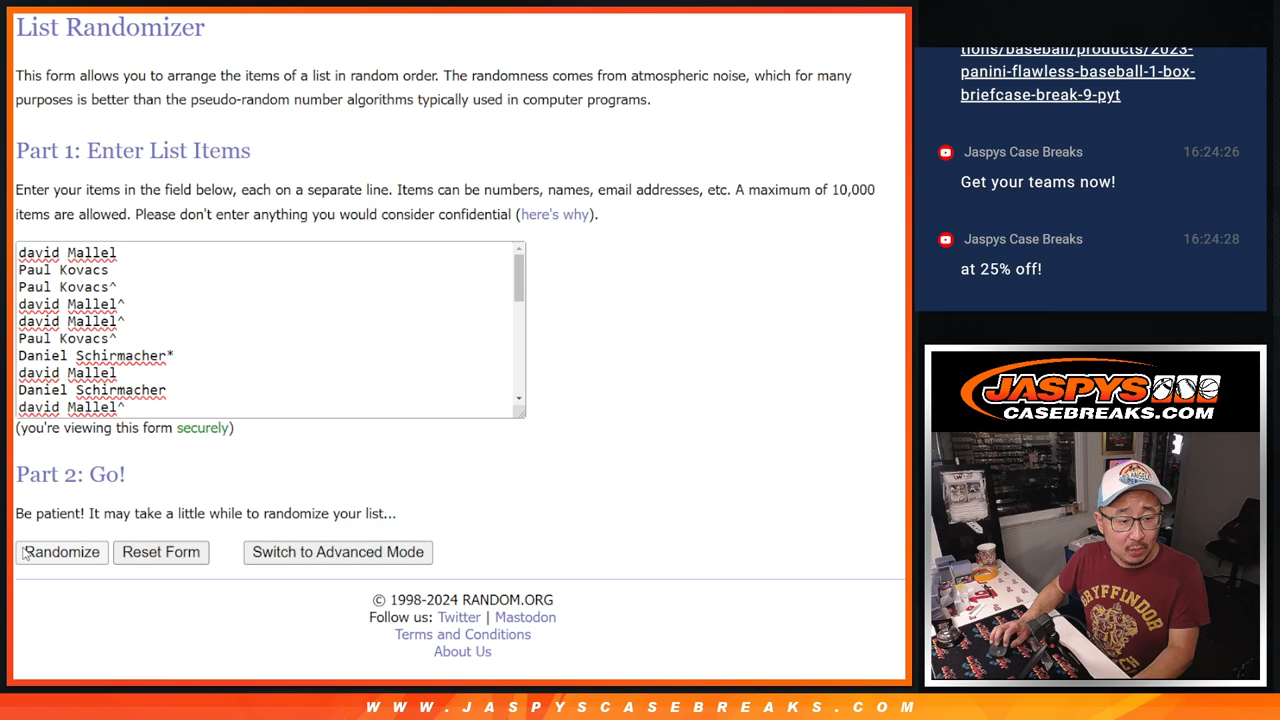 List Randomizer
This form allows you to arrange the items of a list in random order. The randomness comes from atmospheric noise, which for many
purposes is better than the pseudo-random number algorithms typically used in computer programs.
Part 1: Enter List Items
Enter your items in the field below, each on a separate line. Items can be numbers, names, email addresses, etc. A maximum of 10,000
items are allowed. Please don't enter anything you would consider confidential (here's why).
david Mallel
Paul Kovacs
Paul Kovacs^
david Mallel^
david Mallel^
Paul Kovacs^
Daniel Schirmacher*
david Mallel
Daniel Schirmacher
david Mallel^
(you're viewing this form securely)
Part 2: Go!
Be patient! It may take a little while to randomize your list...
Randomize Reset Form Switch to Advanced Mode
© 1998-2024 RANDOM.ORG
Follow us: Twitter | Mastodon
Terms and Conditions
About Us
tions/baseball/products/2023-
panini-flawless-baseball-1-box-
briefcase-break-9-pyt
Jaspys Case Breaks 16:24:26
Get your teams now!
Jaspys Case Breaks 16:24:28
at 25% off!
JASPYS
CASEBREAKS.COM
GRYFFINDOR
WWW.JASPYSCASEBREAKS.COM